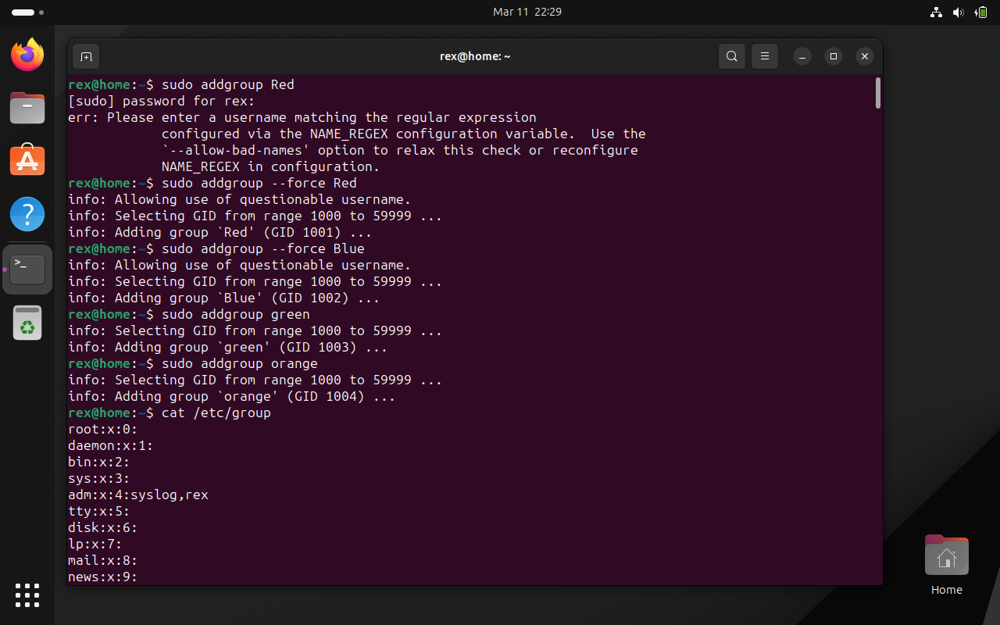 Mar 11 22:29
rex@home: ~
rex@home:~$ sudo addgroup Red
[sudo] password for rex:
err: Please enter a username matching the regular expression
configured via the NAME_REGEX configuration variable.  Use the
`--allow-bad-names' option to relax this check or reconfigure
NAME_REGEX in configuration.
rex@home:~$ sudo addgroup --force Red
info: Allowing use of questionable username.
info: Selecting GID from range 1000 to 59999 ...
info: Adding group `Red' (GID 1001) ...
rex@home:~$ sudo addgroup --force Blue
info: Allowing use of questionable username.
info: Selecting GID from range 1000 to 59999 ...
info: Adding group `Blue' (GID 1002) ...
rex@home:~$ sudo addgroup green
info: Selecting GID from range 1000 to 59999 ...
info: Adding group `green' (GID 1003) ...
rex@home:~$ sudo addgroup orange
info: Selecting GID from range 1000 to 59999 ...
info: Adding group `orange' (GID 1004) ...
rex@home:~$ cat /etc/group
root:x:0:
daemon:x:1:
bin:x:2:
sys:x:3:
adm:x:4:syslog,rex
tty:x:5:
disk:x:6:
lp:x:7:
mail:x:8:
news:x:9:
Home